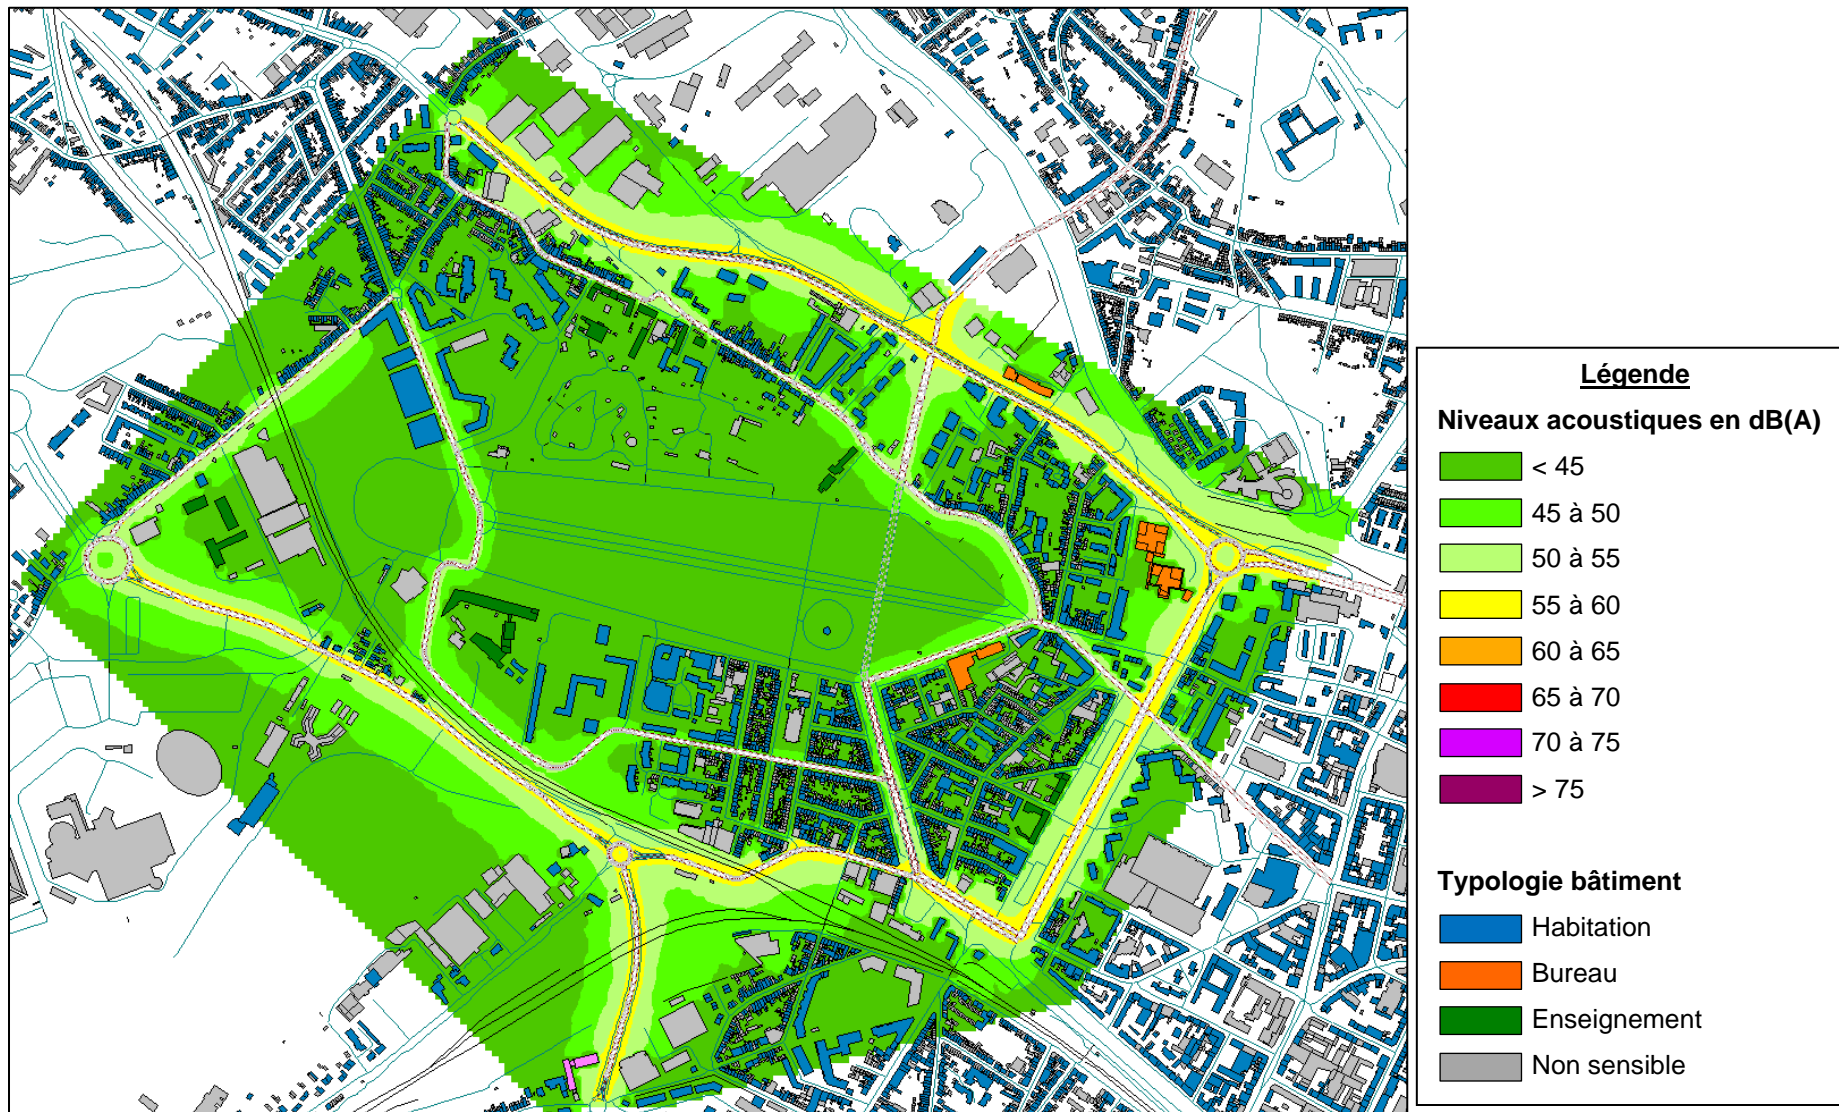 Légende
Niveaux acoustiques en dB(A)
< 45
45 à 50
50 à 55
55 à 60
60 à 65
65 à 70
70 à 75
> 75
Typologie bâtiment
Habitation
Bureau
Enseignement
Non sensible